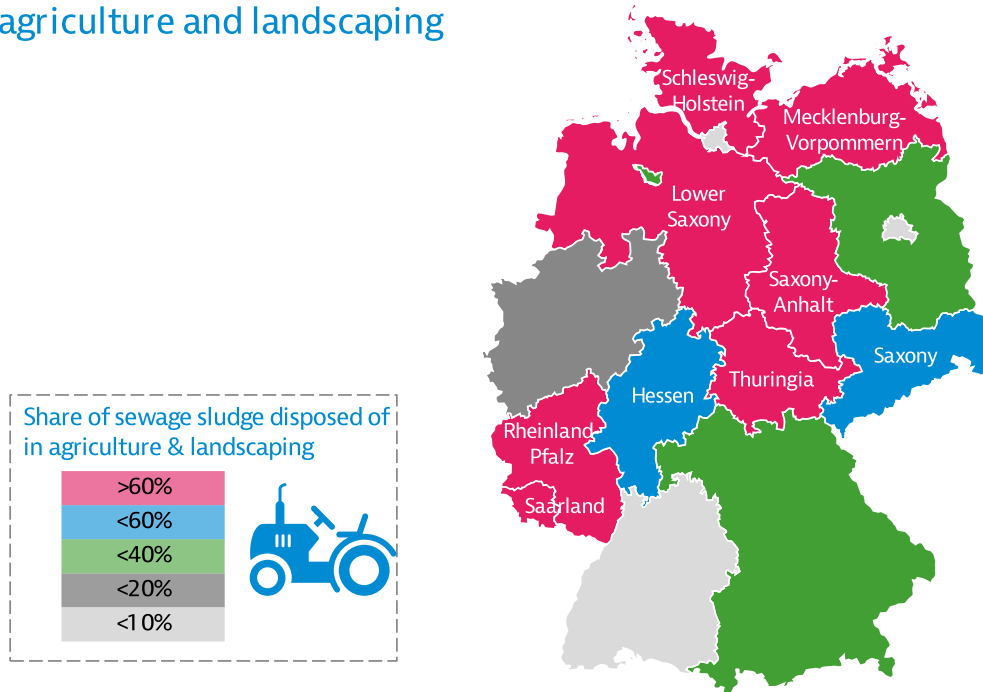 agriculture and landscaping
Schleswig-
Holstein
Mecklenburg-
Vorpommern
Lower
Saxony
Saxony-
Anhalt
Saxony
Thuringia
Hessen
Rheinland-
Pfalz
Saarland
Share of sewage sludge disposed of
in agriculture & landscaping
>60%
<60%
<40%
<20%
<10%